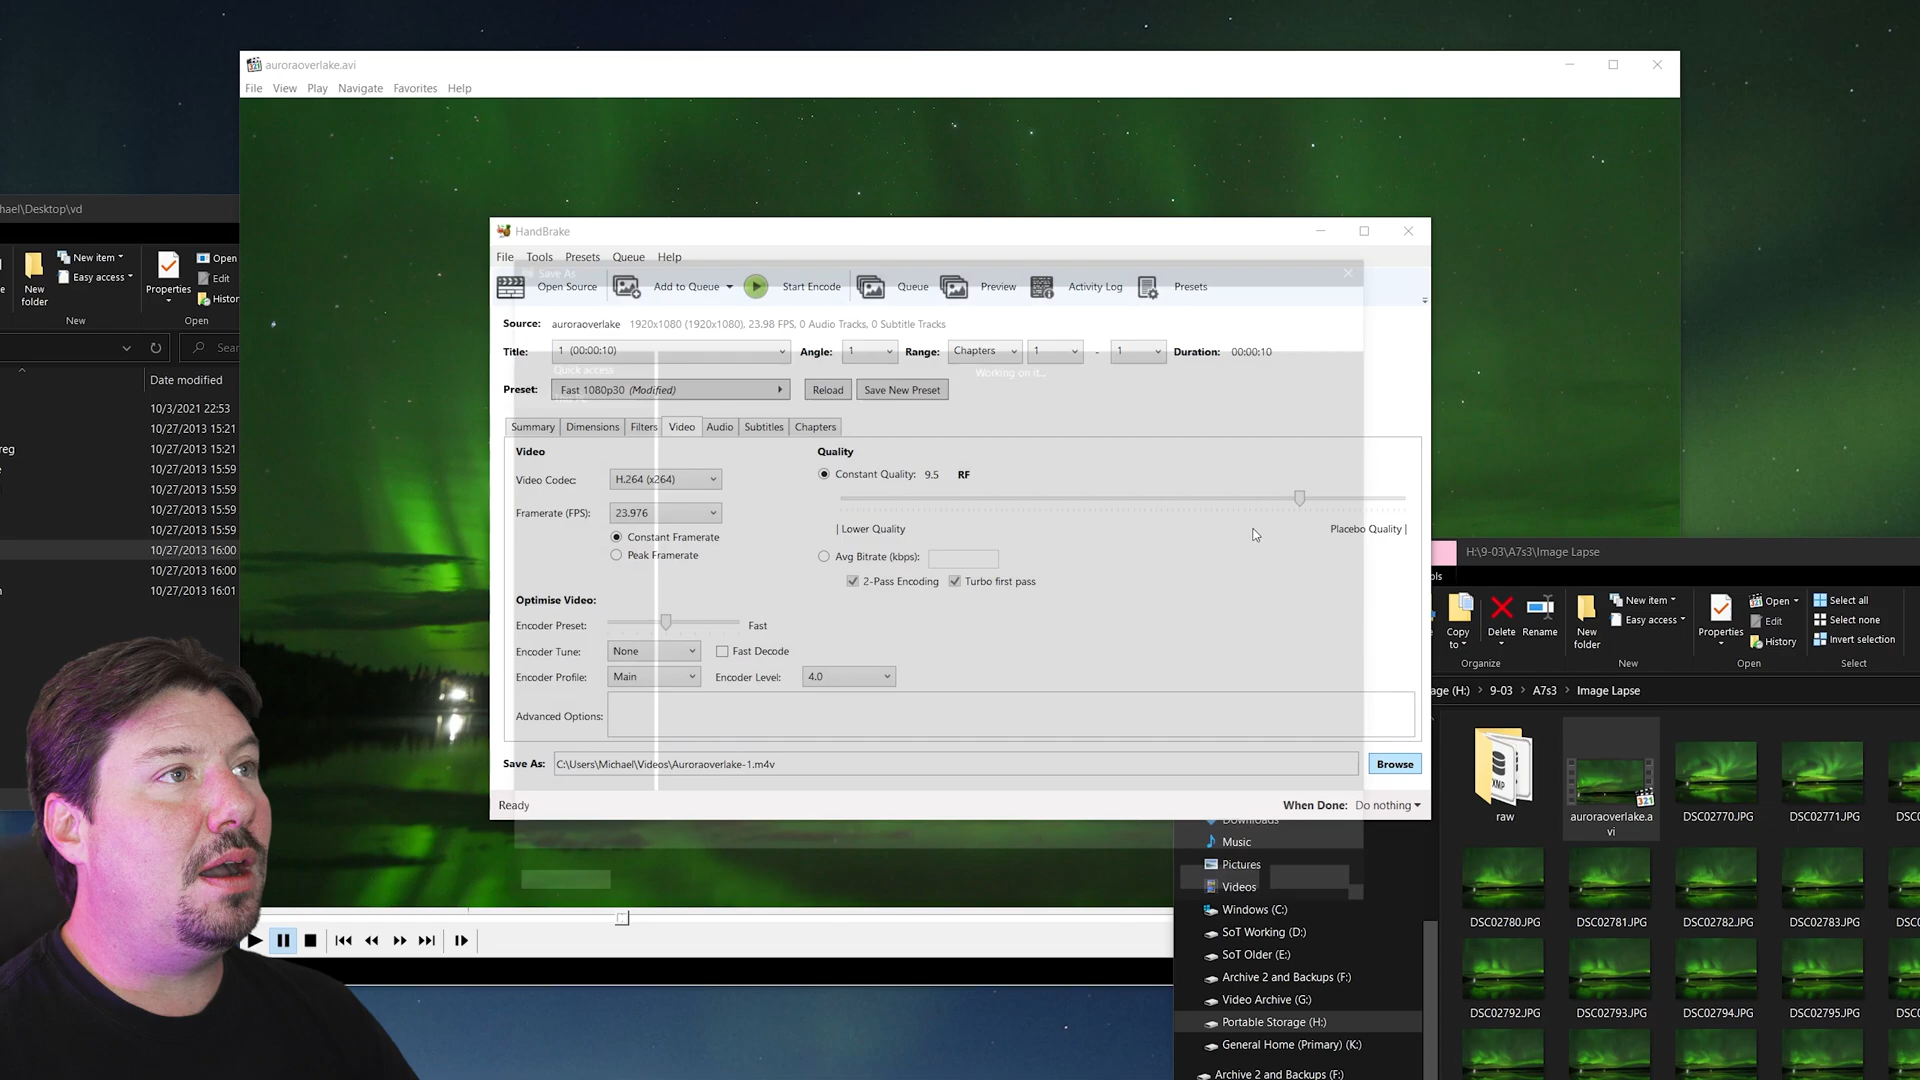 auroraoverlake.avi
File View Play Navigate Favorites Help
hael\Desktop\vd
New item
Easy access
New folder
Properties
Open
Edit
Histor
New
Open
Sear
Date modified
10/3/2021 22:53
10/27/2013 15:21
reg 10/27/2013 15:21
10/27/2013 15:59
10/27/2013 15:59
10/27/2013 15:59
10/27/2013 15:59
10/27/2013 16:00
10/27/2013 16:00
10/27/2013 16:01
HandBrake
File Tools Presets Queue Help
Save As
Open Source Add to Queue Start Encode Queue Preview Activity Log Presets
Source: auroraoverlake 1920x1080 (1920x1080), 23.98 FPS, 0 Audio Tracks, 0 Subtitle Tracks
Title: 1 (00:00:10) Angle: 1 Range: Chapters 1 - 1 Duration: 00:00:10
Quick access
Working on it...
Preset: Fast 1080p30 (Modified) Reload Save New Preset
Summary Dimensions Filters Video Audio Subtitles Chapters
Video
Video Codec: H.264 (x264)
Framerate (FPS): 23.976
Constant Framerate
Peak Framerate
Quality
Constant Quality: 9.5 RF
| Lower Quality Placebo Quality |
Avg Bitrate (kbps):
2-Pass Encoding Turbo first pass
Optimise Video:
Encoder Preset: Fast
Encoder Tune: None Fast Decode
Encoder Profile: Main Encoder Level: 4.0
Advanced Options:
Save As: C:\Users\Michael\Videos\Auroraoverlake-1.m4v Browse
Ready When Done: Do nothing
H:\9-03\A7s3\Image Lapse
ols
Copy to
Delete
Rename
New folder
New item
Easy access
Properties
Open
Edit
History
Select all
Select none
Invert selection
Organize New Open Select
age (H:) > 9-03 > A7s3 > Image Lapse
raw
auroraoverlake.avi
DSC02770.JPG
DSC02771.JPG
DSC02780.JPG
DSC02781.JPG
DSC02782.JPG
DSC02783.JPG
DSC02792.JPG
DSC02793.JPG
DSC02794.JPG
DSC02795.JPG
Downloads
Music
Pictures
Videos
Windows (C:)
SoT Working (D:)
SoT Older (E:)
Archive 2 and Backups (F:)
Video Archive (G:)
Portable Storage (H:)
General Home (Primary) (K:)
Archive 2 and Backups (F:)
XMP
321